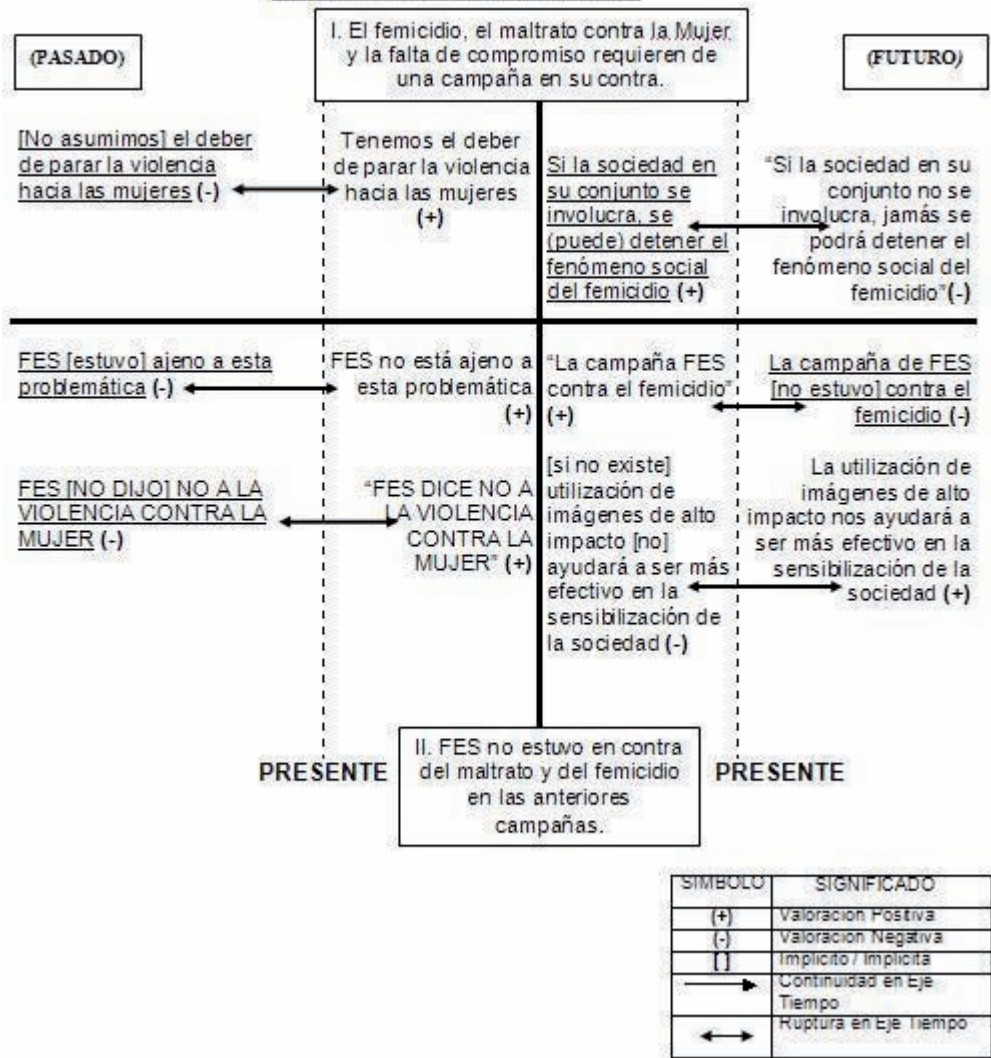 I. El femicidio, el maltrato contra la Mujer
y la falta de compromiso requieren de
una campaña en su contra.
(PASADO)
(FUTURO)
[No asumimos] el deber
de parar la violencia
hacia las mujeres (-)
Tenemos el deber
de parar la violencia
hacia las mujeres
(+)
Si la sociedad en
su conjunto se
involucra, se
(puede) detener el
fenómeno social
del femicidio (+)
“Si la sociedad en su
conjunto no se
involucra, jamás se
podrá detener el
fenómeno social del
femicidio”(-)
FES [estuvo] ajeno a esta
problemática (-)
FES no está ajeno a
esta problemática
(+)
“La campaña FES
contra el femicidio”
(+)
La campaña de FES
[no estuvo] contra el
femicidio (-)
FES [NO DIJO] NO A LA
VIOLENCIA CONTRA LA
MUJER (-)
“FES DICE NO A
LA VIOLENCIA
CONTRA LA
MUJER” (+)
[si no existe]
utilización de
imágenes de alto
impacto [no]
ayudará a ser más
efectivo en la
sensibilización de
la sociedad (-)
La utilización de
imágenes de alto
impacto nos ayudará a
ser más efectivo en la
sensibilización de la
sociedad (+)
PRESENTE
II. FES no estuvo en contra
del maltrato y del femicidio
en las anteriores
campañas.
PRESENTE
SIMBOLO SIGNIFICADO
(+) Valoracion Positiva
(-) Valoracion Negativa
[ ] Implicito / Implicita
Continuidad en Eje
Tiempo
Ruptura en Eje Tiempo